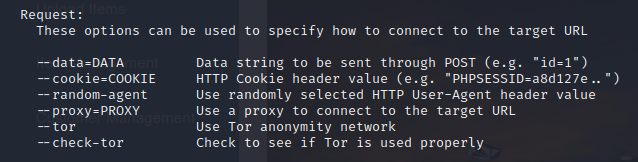 Request:
These options can be used to specify how to connect to the target URL
--data=DATA Data string to be sent through POST (e.g. "id=1")
--cookie=COOKIE HTTP Cookie header value (e.g. "PHPSESSID=a8d127e..")
--random-agent Use randomly selected HTTP User-Agent header value
--proxy=PROXY Use a proxy to connect to the target URL
--tor Use Tor anonymity network
--check-tor Check to see if Tor is used properly